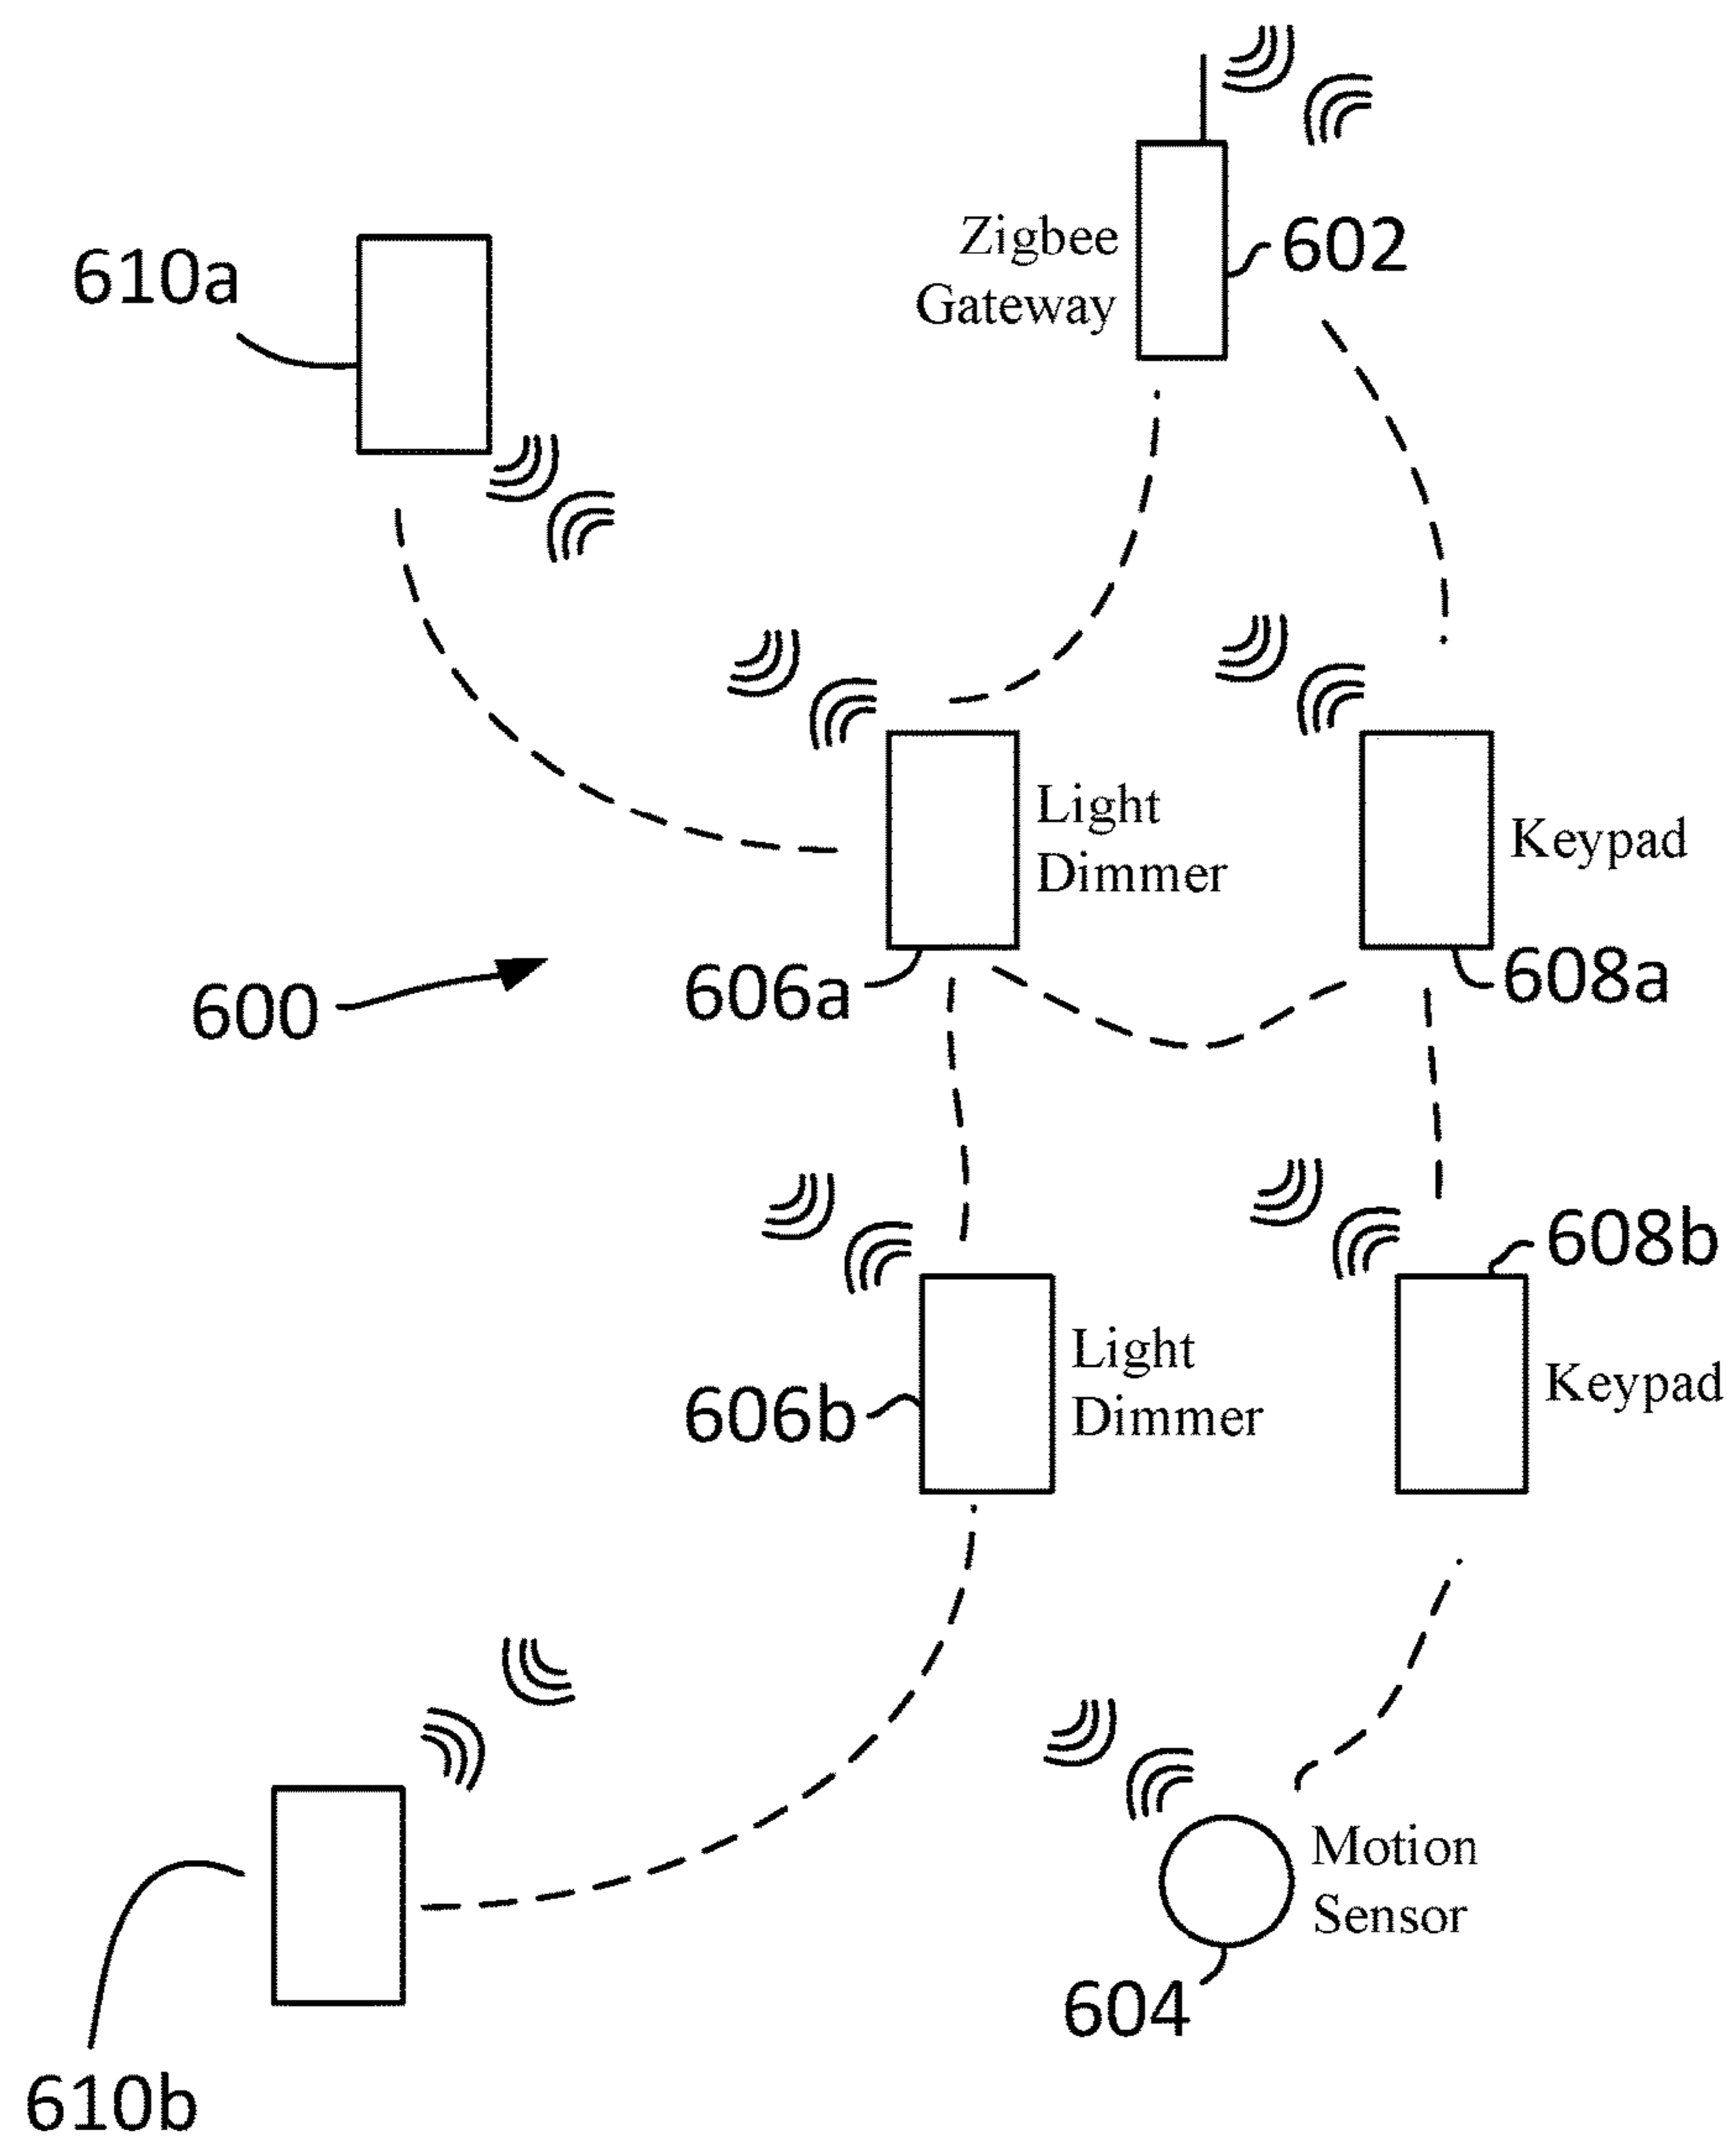 Zigbee
Gateway
602
610a
Light
Dimmer
Keypad
606a
608a
600
608b
Light
Dimmer
Keypad
606b
Motion
Sensor
604
610b